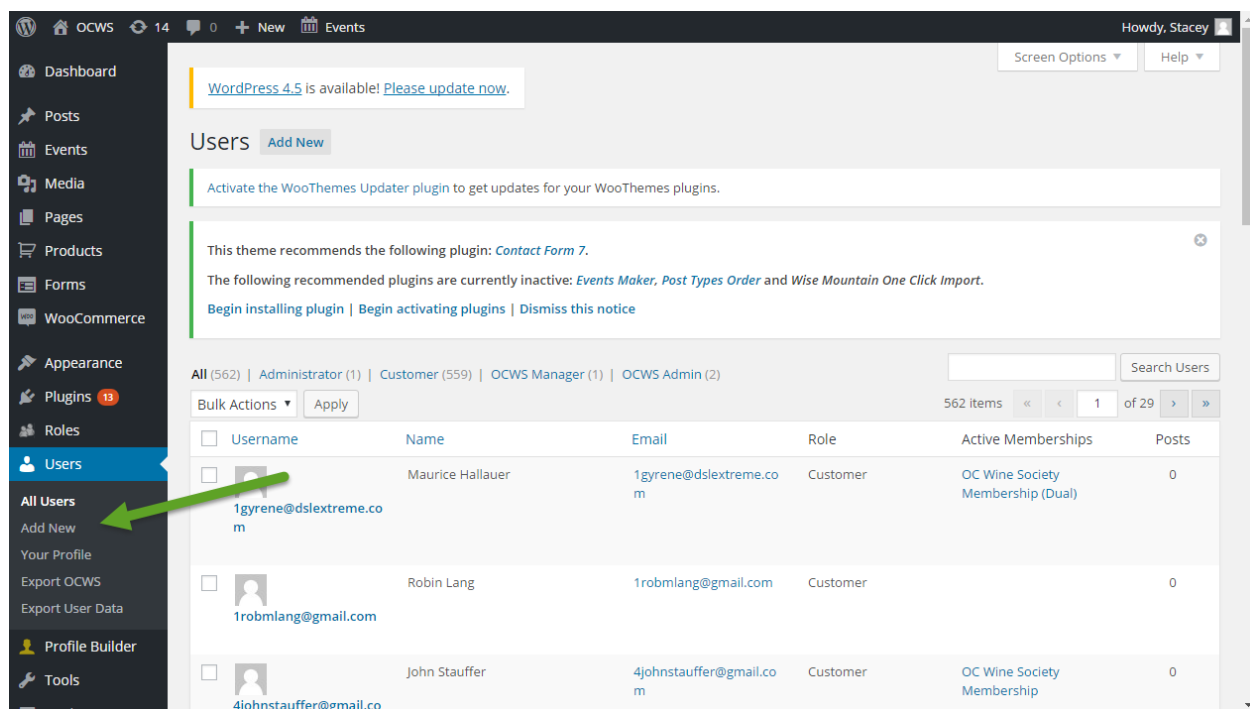 OCWS 14 0 + New Events Howdy, Stacey
Screen Options ▼ Help ▼
Dashboard
Posts
Events
Media
Pages
Products
Forms
WooCommerce
Appearance
Plugins 13
Roles
Users
All Users
Add New
Your Profile
Export OCWS
Export User Data
Profile Builder
Tools
WordPress 4.5 is available! Please update now.
Users Add New
Activate the WooThemes Updater plugin to get updates for your WooThemes plugins.
This theme recommends the following plugin: Contact Form 7.
The following recommended plugins are currently inactive: Events Maker, Post Types Order and Wise Mountain One Click Import.
Begin installing plugin | Begin activating plugins | Dismiss this notice
All (562) | Administrator (1) | Customer (559) | OCWS Manager (1) | OCWS Admin (2)
Search Users
Bulk Actions ▼ Apply 562 items « ‹ 1 of 29 › »
Username Name Email Role Active Memberships Posts
Maurice Hallauer 1gyrene@dslextreme.co Customer OC Wine Society 0
m Membership (Dual)
1gyrene@dslextreme.co
m
Robin Lang 1robmlang@gmail.com Customer 0
1robmlang@gmail.com
John Stauffer 4johnstauffer@gmail.co Customer OC Wine Society 0
m Membership
4johnstauffer@gmail.co